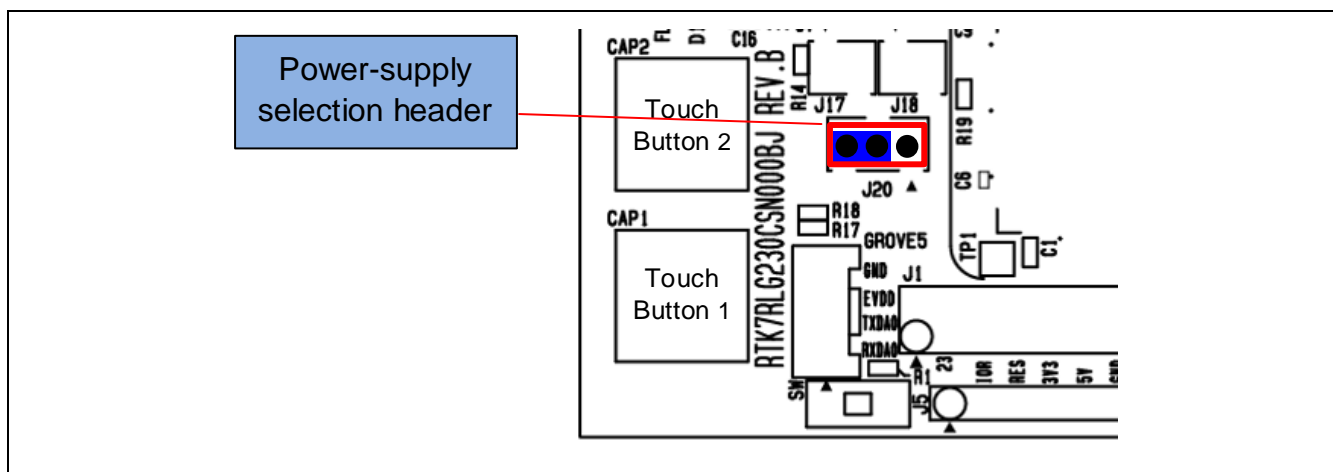 Power-supply
selection header
CAP2
C16
C9
Touch
Button 2
R14
REV.B
J17
J18
R19
J20
C6
RTK7RLG230CSN000BJ
CAP1
R18
R17
GROVE5
TP1
C1
Touch
Button 1
GND
J1
EVDD
TXDA0
RXDA0
R1
23
IOR
RES
3V3
5V
GND
SW
J5